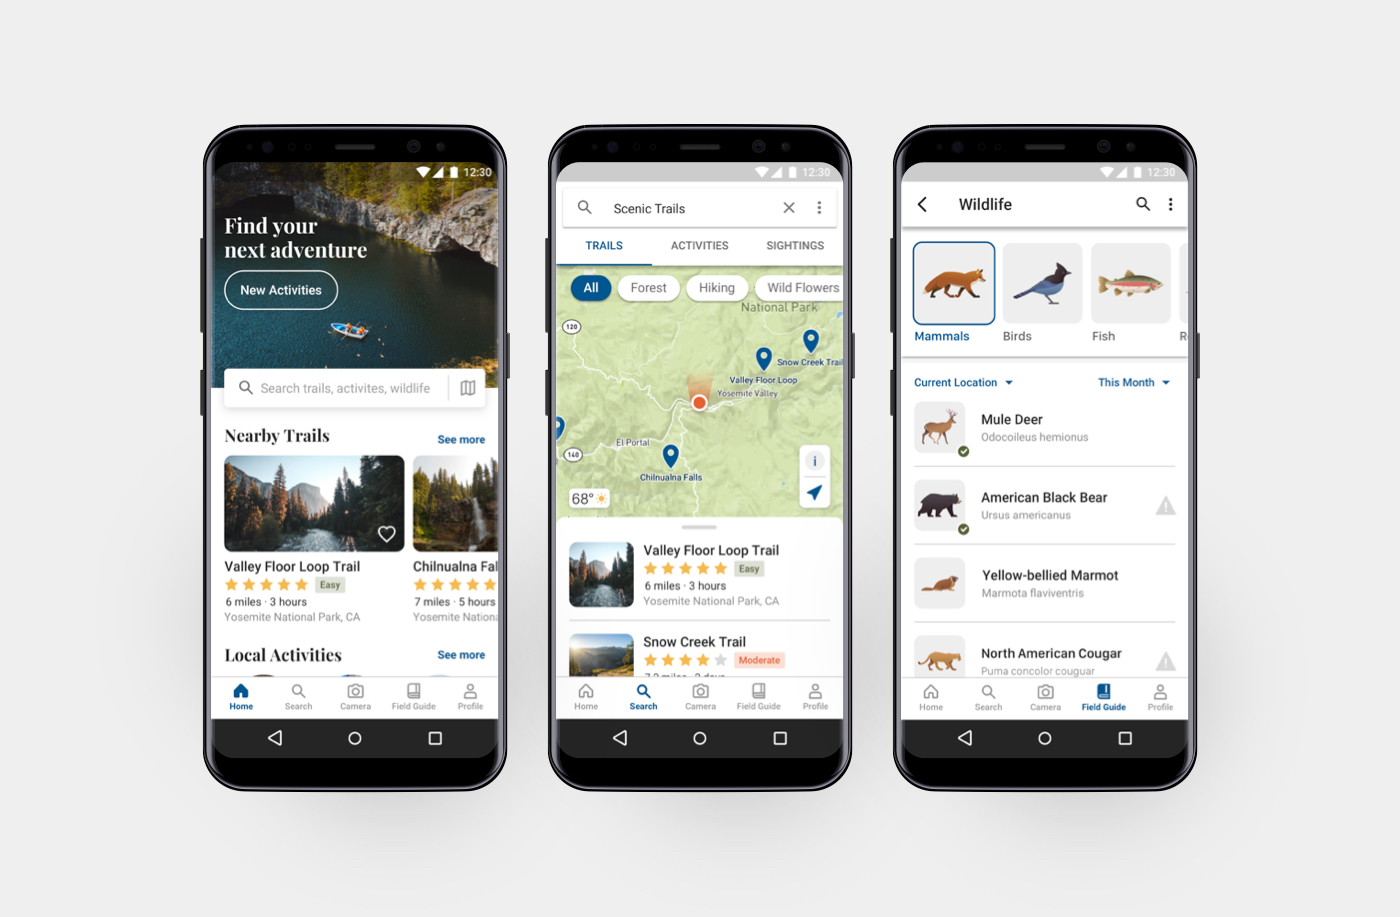 12:30
Find your
next adventure
New Activities
Search trails, activites, wildlife
Nearby Trails
See more
Valley Floor Loop Trail
Easy
6 miles · 3 hours
Yosemite National Park, CA
Chilnualna Fal
7 miles · 5 hours
Yosemite Nationa
Local Activities
See more
Home
Search
Camera
Field Guide
Profile
12:30
Scenic Trails
TRAILS
ACTIVITIES
SIGHTINGS
All
Forest
Hiking
Wild Flowers
National Park
120
Snow Creek Trail
Valley Floor Loop
Yosemite Valley
El Portal
140
Chilnualna Falls
i
68°
Valley Floor Loop Trail
Easy
6 miles · 3 hours
Yosemite National Park, CA
Snow Creek Trail
Moderate
Home
Search
Camera
Field Guide
Profile
12:30
Wildlife
Mammals
Birds
Fish
Current Location
This Month
Mule Deer
Odocoileus hemionus
American Black Bear
Ursus americanus
Yellow-bellied Marmot
Marmota flaviventris
North American Cougar
Puma concolor couguar
Home
Search
Camera
Field Guide
Profile